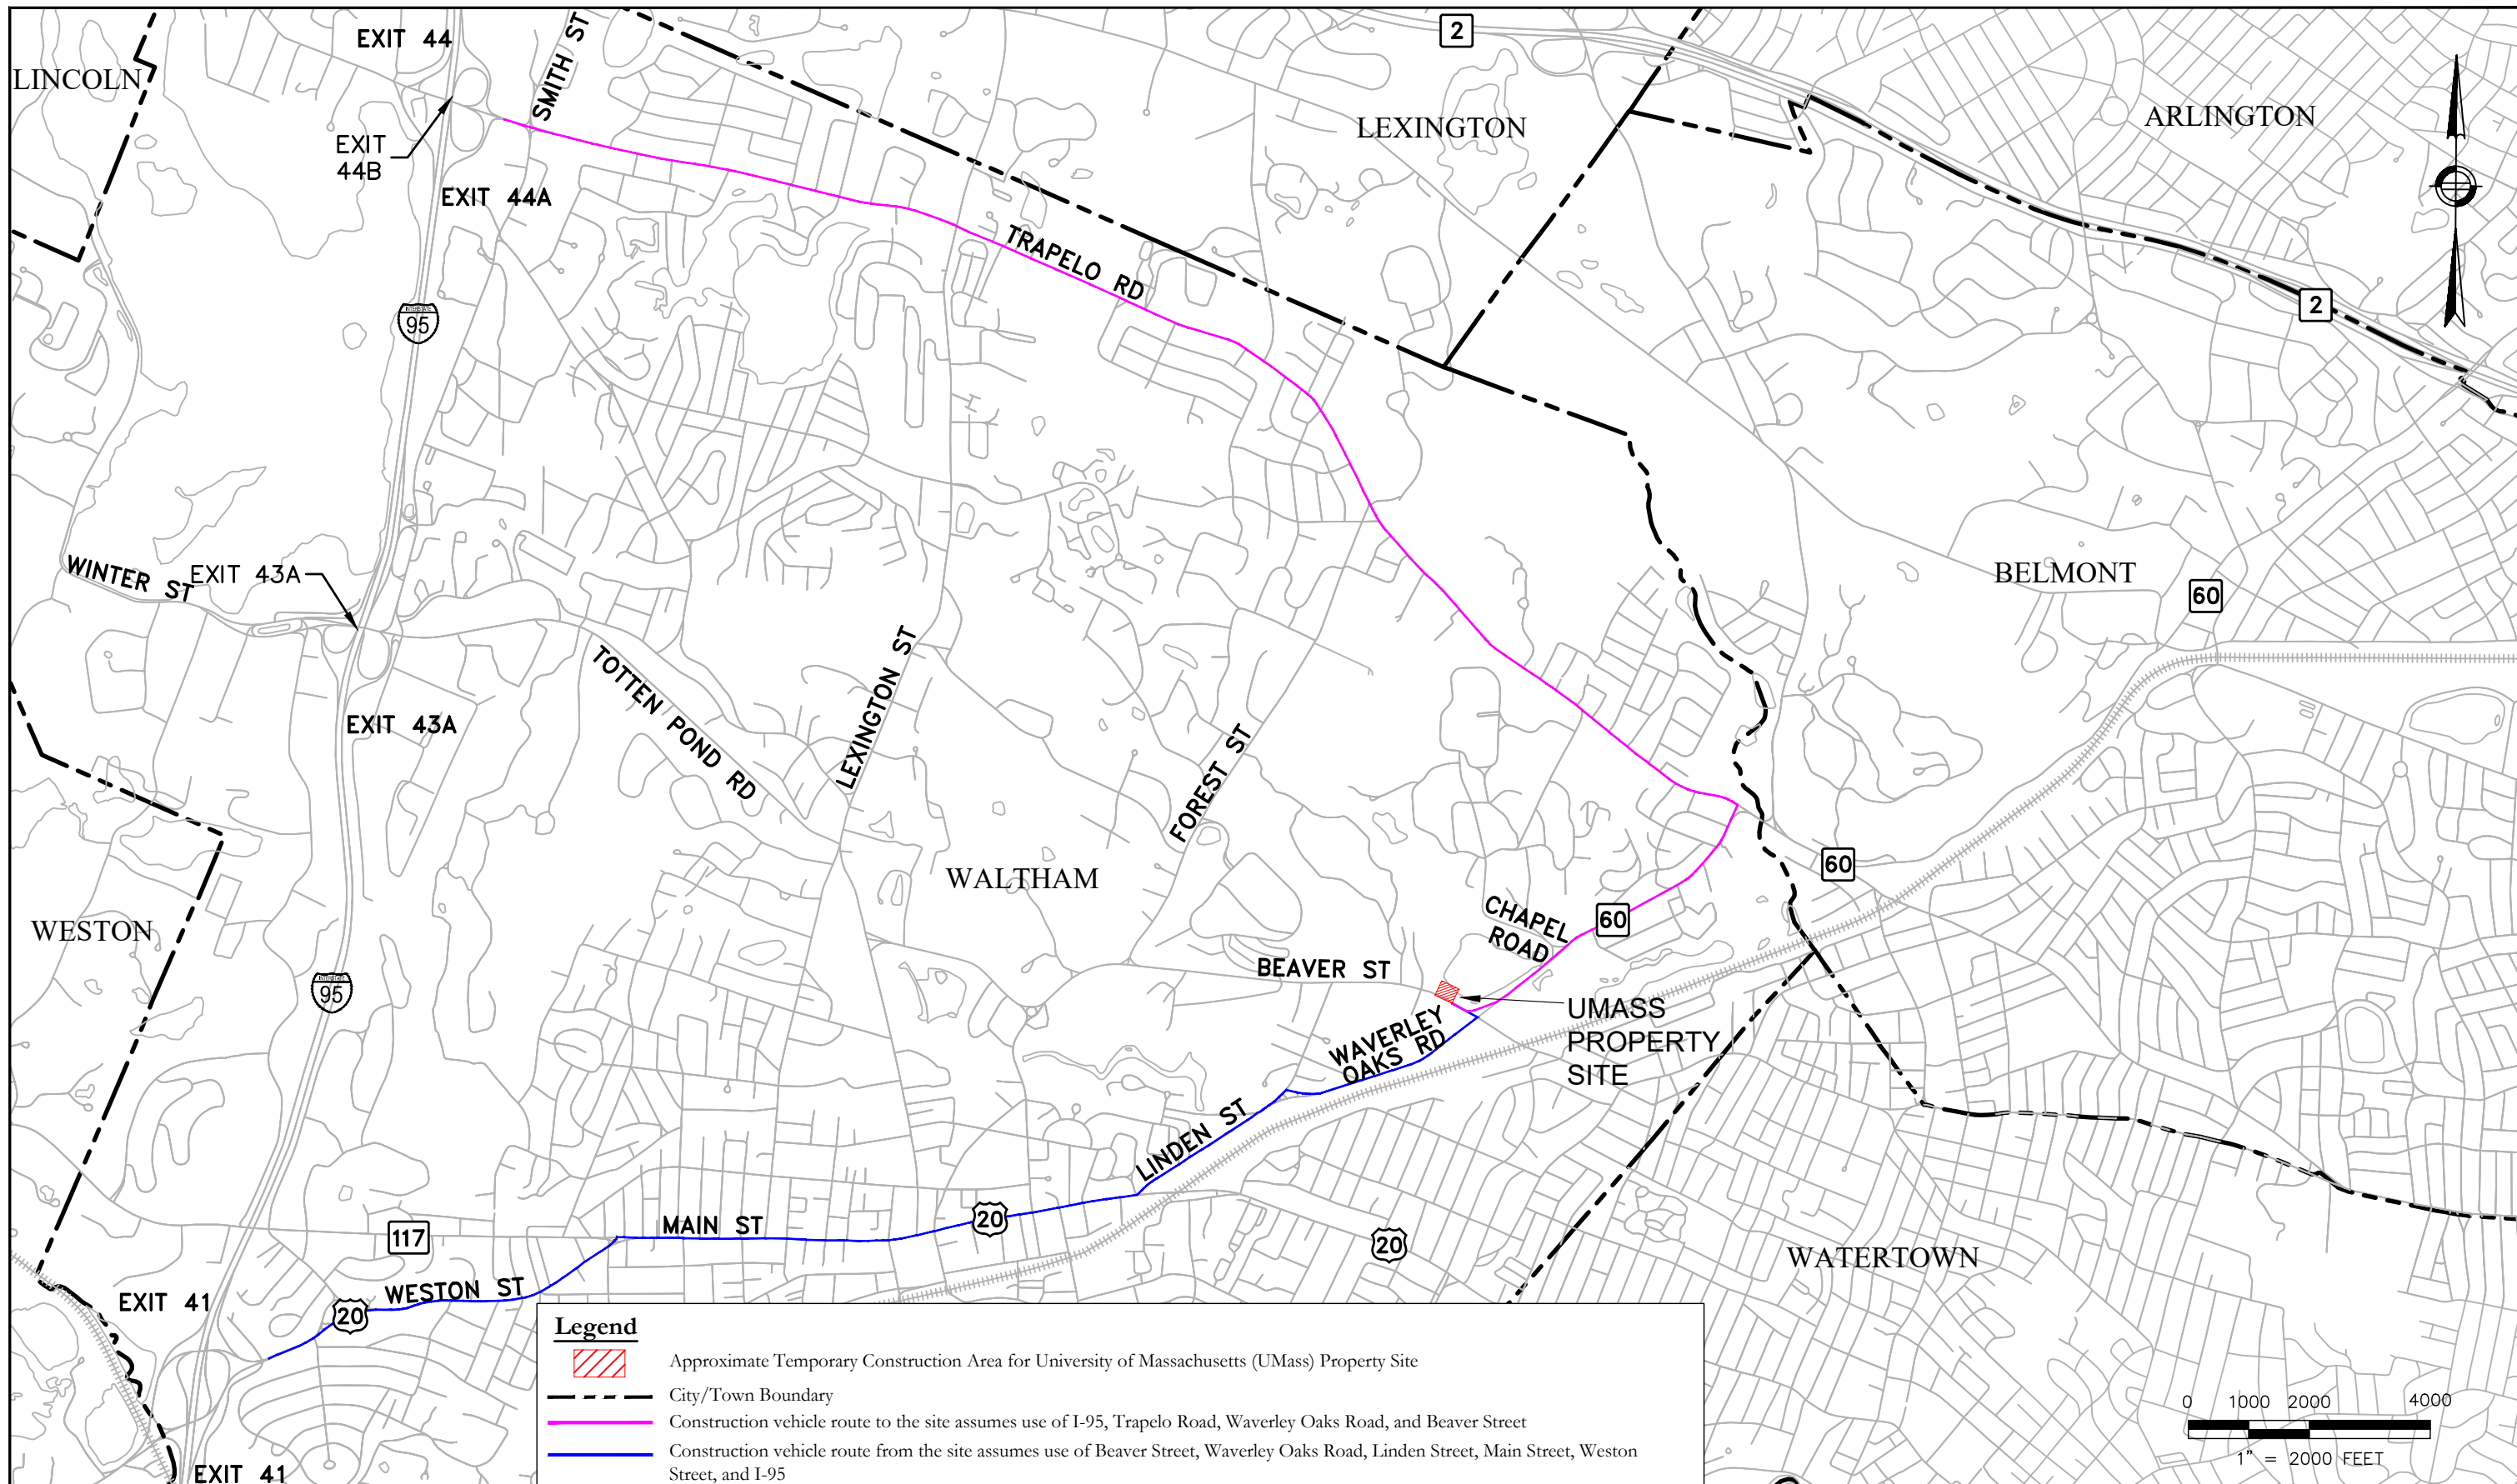 EXIT 44
SMITH ST
2
LINCOLN
LEXINGTON
ARLINGTON
EXIT
44B
EXIT 44A
TRAPELO RD
95
2
WINTER ST
EXIT 43A
BELMONT
60
TOTTEN POND RD
LEXINGTON ST
FOREST ST
EXIT 43A
WALTHAM
60
WESTON
CHAPEL
ROAD
60
BEAVER ST
95
UMASS
PROPERTY
SITE
WAVERLEY
OAKS RD
LINDEN ST
MAIN ST
20
117
20
WATERTOWN
WESTON ST
EXIT 41
20
EXIT 41
Legend
Approximate Temporary Construction Area for University of Massachusetts (UMass) Property Site
City/Town Boundary
Construction vehicle route to the site assumes use of I-95, Trapelo Road, Waverley Oaks Road, and Beaver Street
Construction vehicle route from the site assumes use of Beaver Street, Waverley Oaks Road, Linden Street, Main Street, Weston
Street, and I-95
0 1000 2000 4000
1" = 2000 FEET